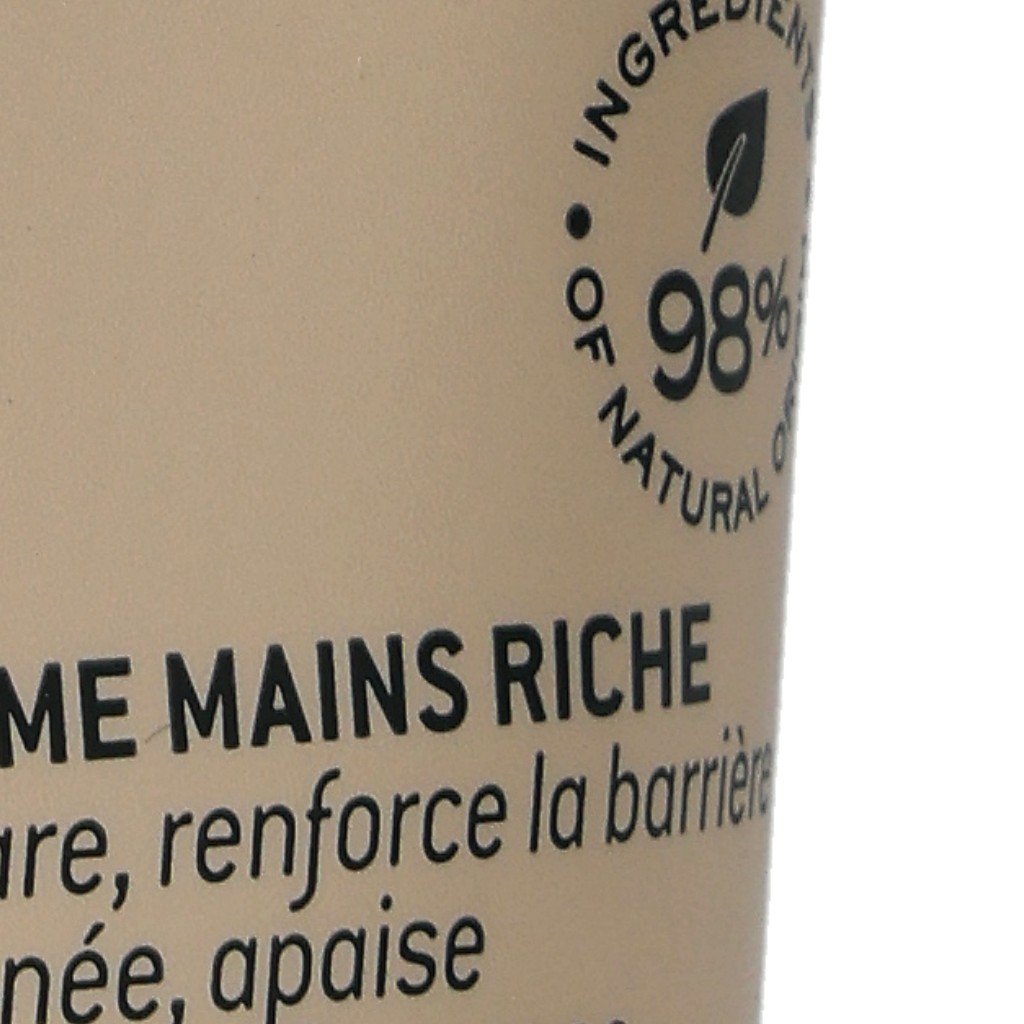 INGREDIENTS
98%
• OF NATURAL
ME MAINS RICHE
are, renforce la barrière
née, apaise